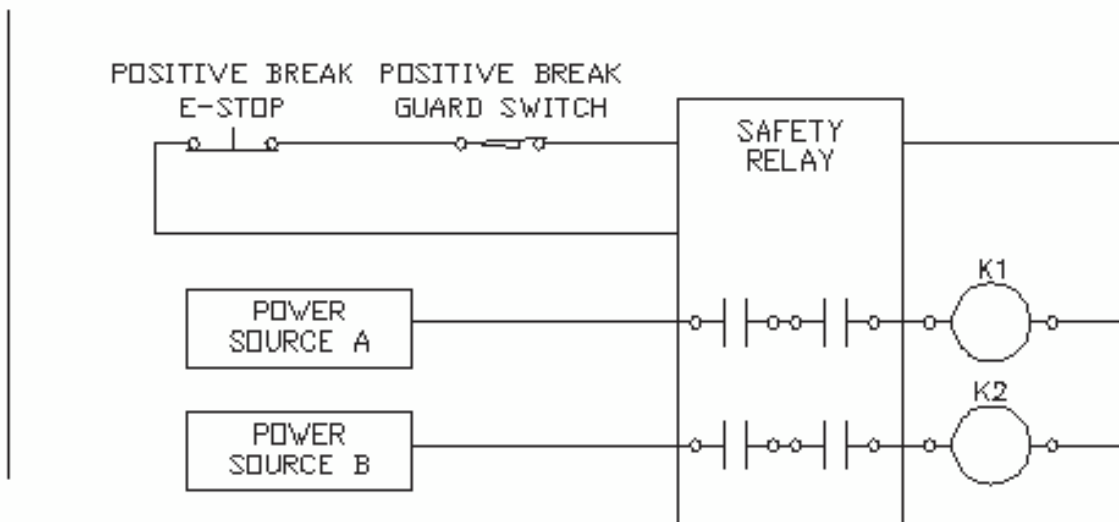 POSITIVE BREAK
E-STOP
POSITIVE BREAK
GUARD SWITCH
SAFETY
RELAY
K1
POWER
SOURCE A
K2
POWER
SOURCE B